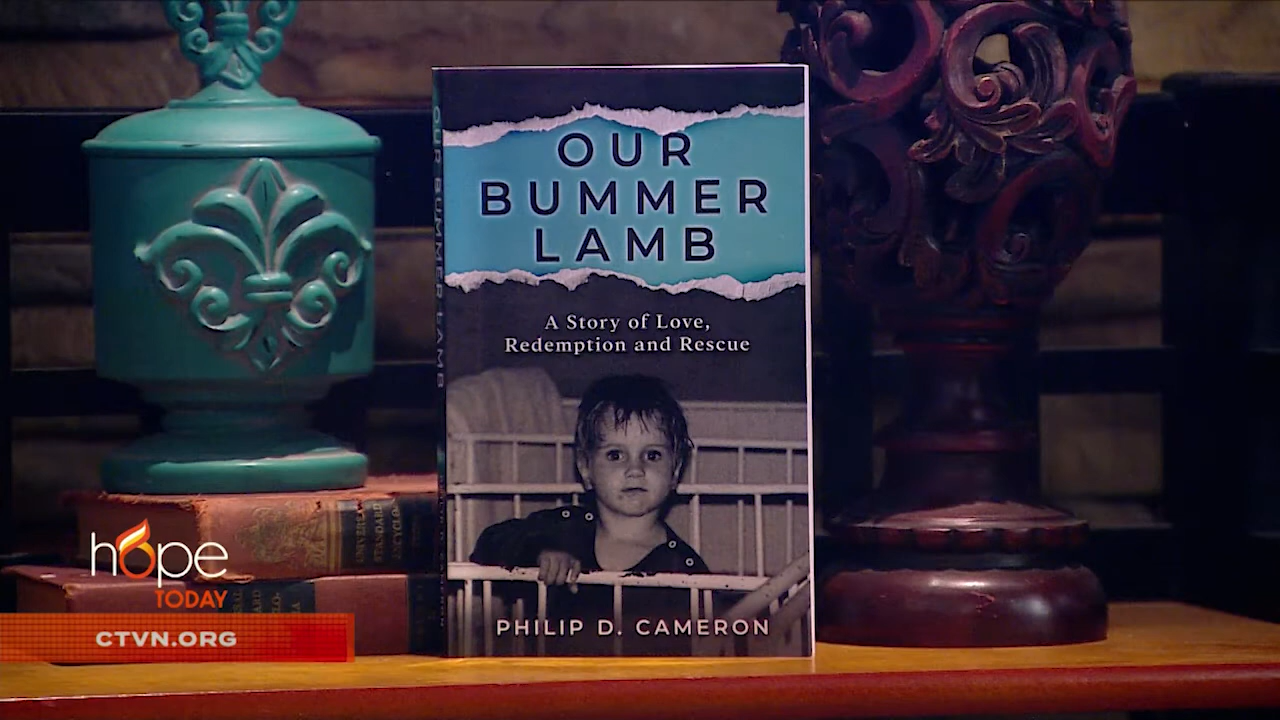 OUR
BUMMER
LAMB
A Story of Love,
Redemption and Rescue
PHILIP D. CAMERON
OUR BUMMER LAMB
hope
TODAY
CTVN.ORG